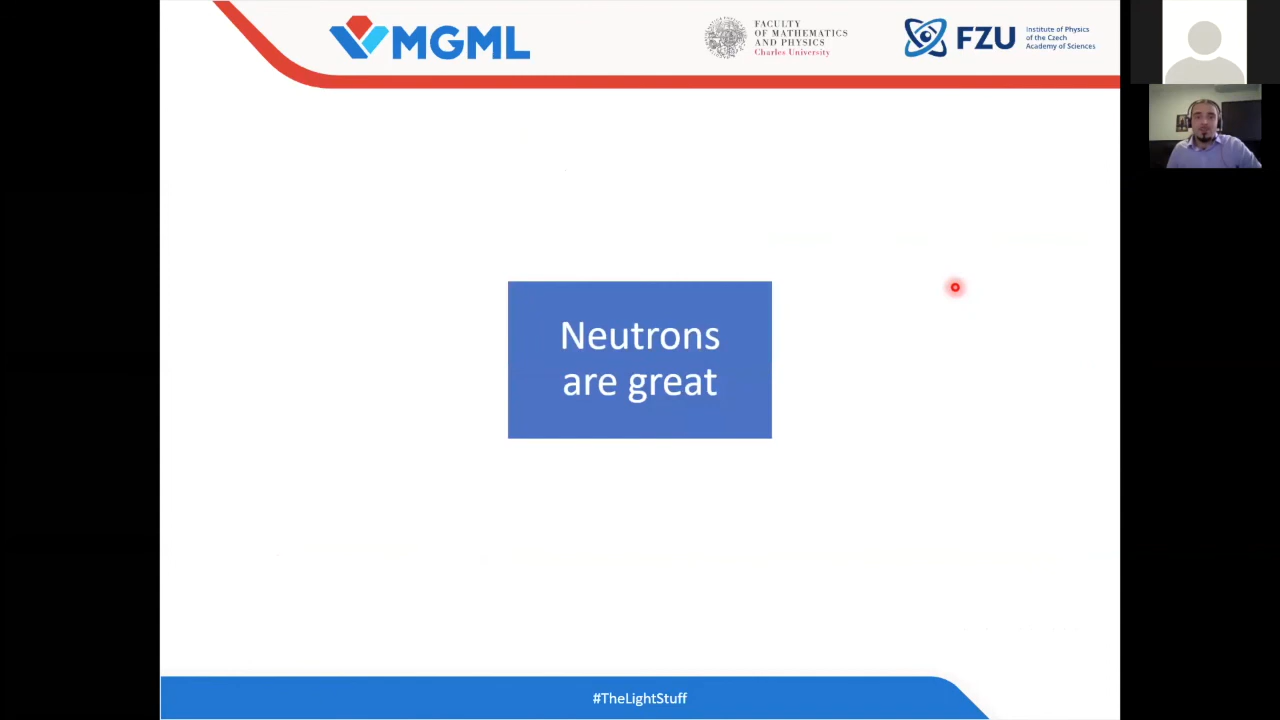 MGML
FACULTY
OF MATHEMATICS
AND PHYSICS
Charles University
FZU
Institute of Physics
of the Czech
Academy of Sciences
Neutrons
are great
#TheLightStuff